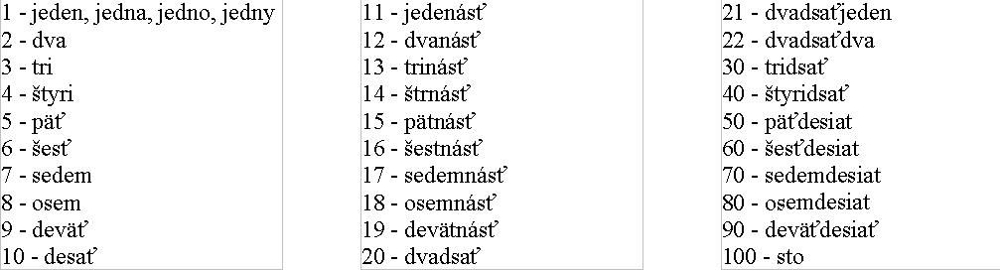 1 - jeden, jedna, jedno, jedny
2 - dva
3 - tri
4 - štyri
5 - päť
6 - šesť
7 - sedem
8 - osem
9 - deväť
10 - desať
11 - jedenásť
12 - dvanásť
13 - trinásť
14 - štrnásť
15 - pätnásť
16 - šestnásť
17 - sedemnásť
18 - osemnásť
19 - devätnásť
20 - dvadsať
21 - dvadsaťjeden
22 - dvadsaťdva
30 - tridsať
40 - štyridsať
50 - päťdesiat
60 - šesťdesiat
70 - sedemdesiat
80 - osemdesiat
90 - deväťdesiať
100 - sto